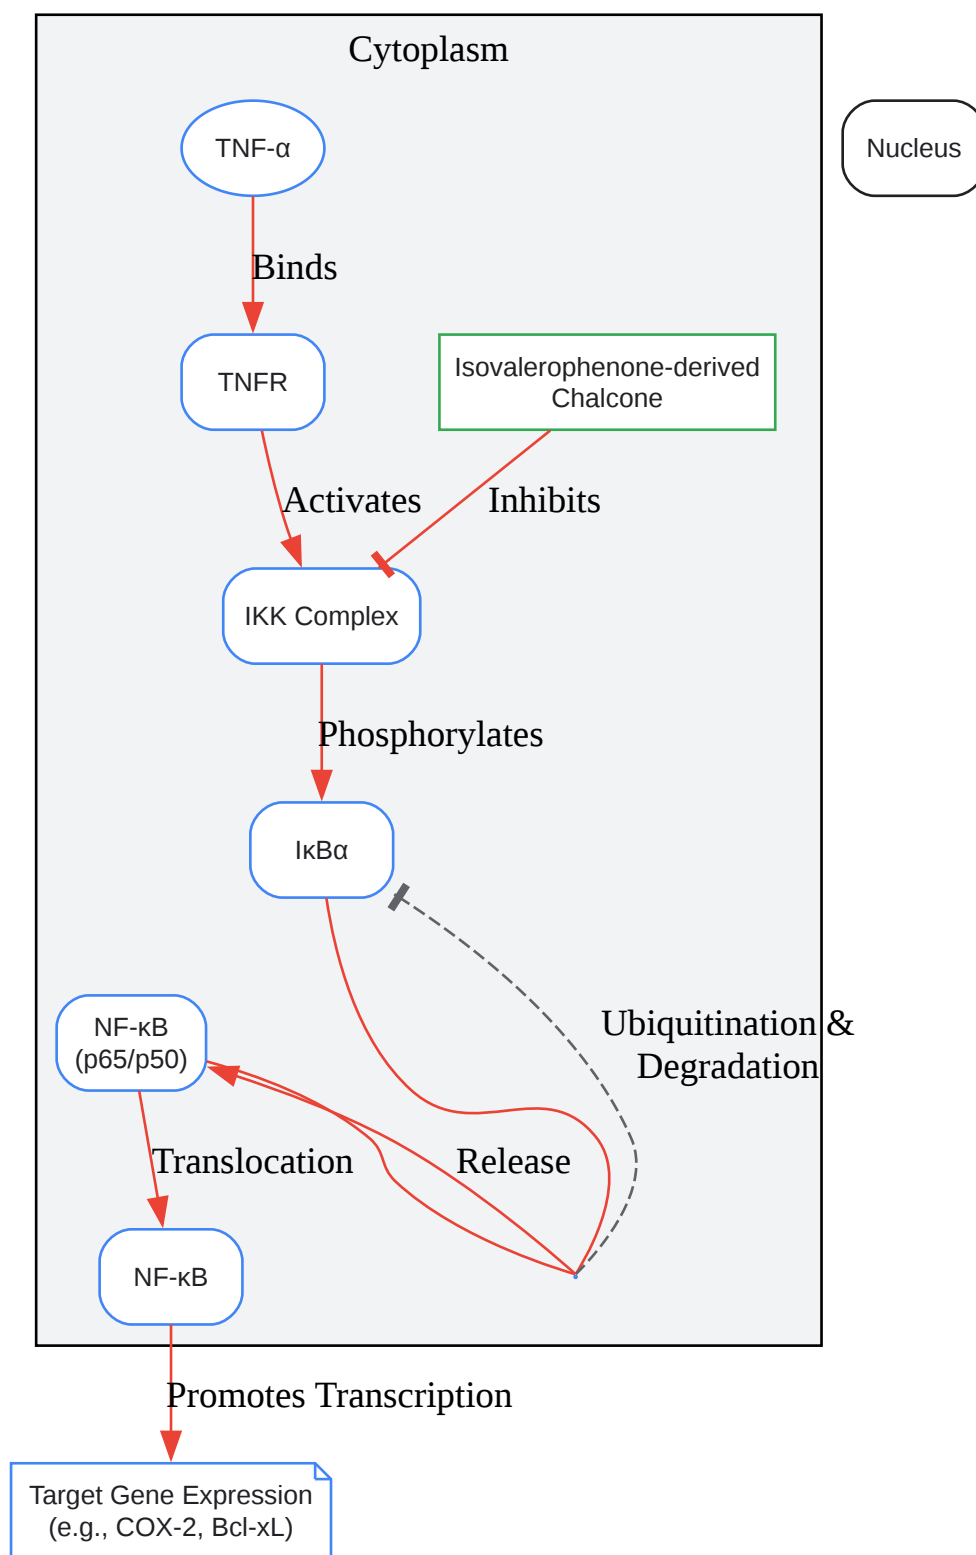 Cytoplasm
TNF-α
Nucleus
Binds
TNFR
Isovalerophenone-derived
Chalcone
Activates
Inhibits
IKK Complex
Phosphorylates
IκBα
Ubiquitination &
Degradation
NF-κB
(p65/p50)
Translocation
Release
NF-κB
Promotes Transcription
Target Gene Expression
(e.g., COX-2, Bcl-xL)